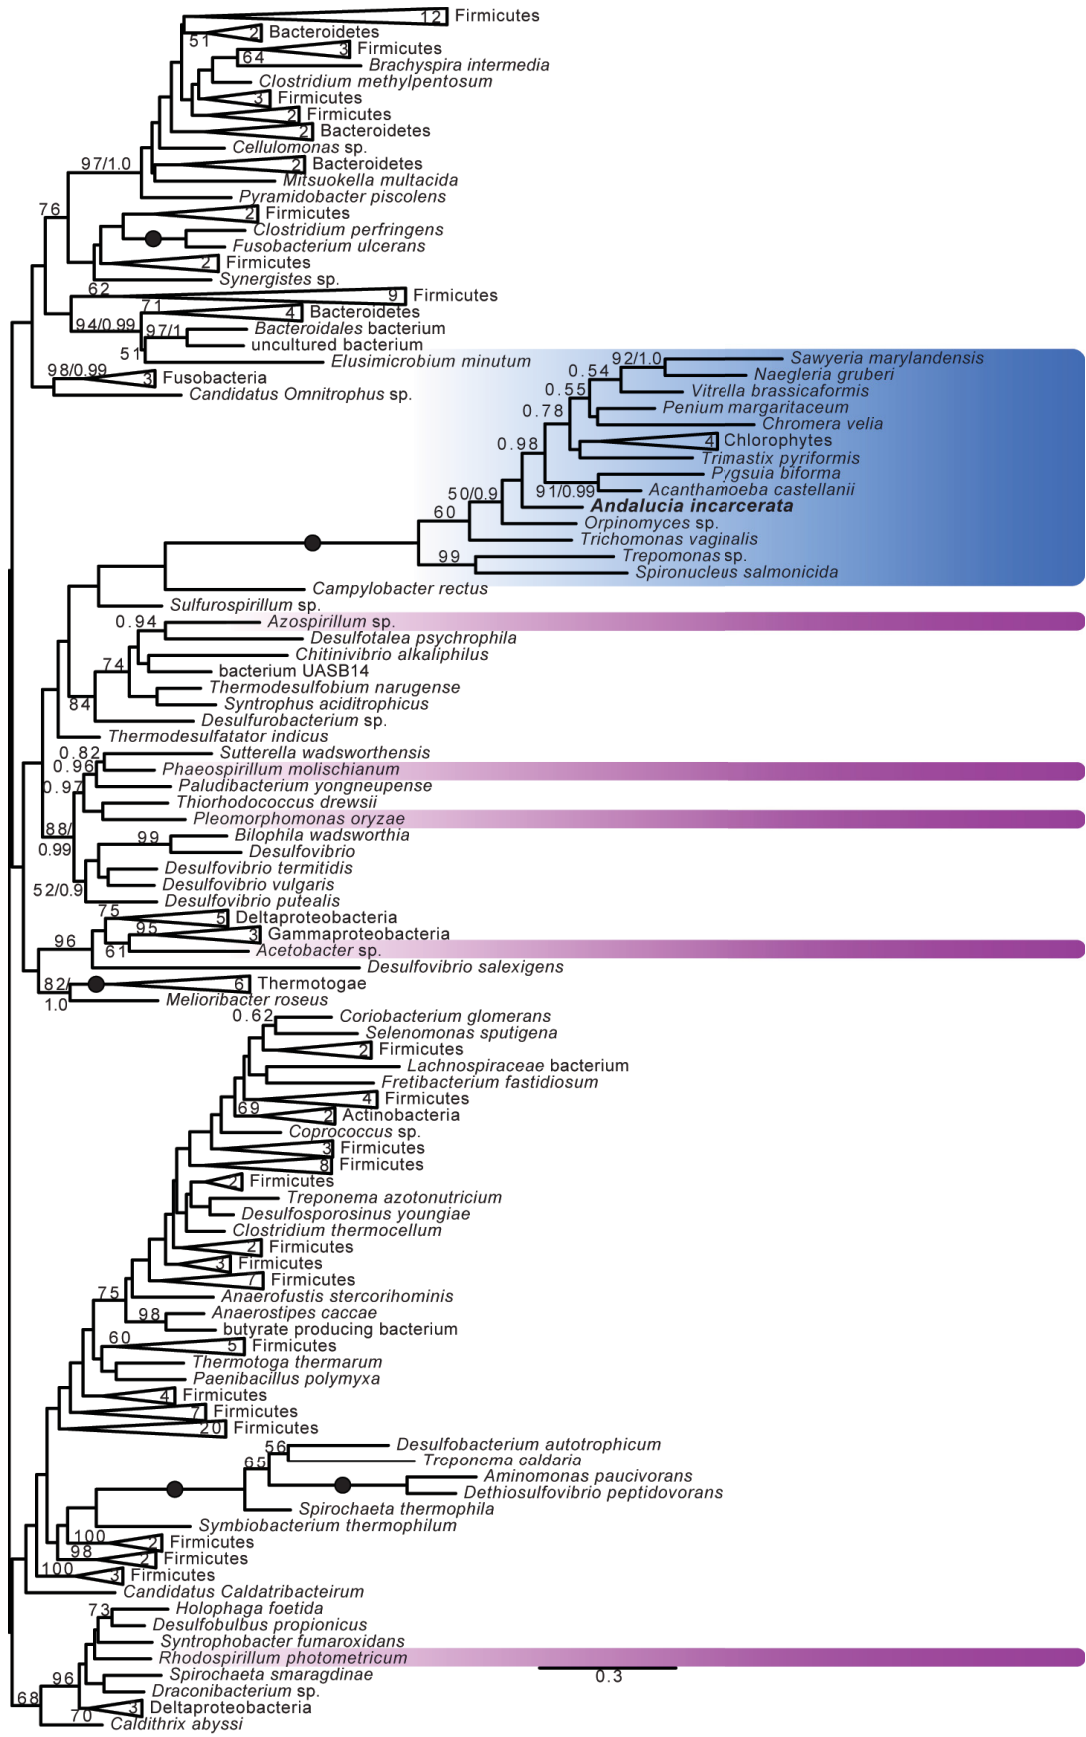 12 Firmicutes
51 2 Bacteroidetes
3 Firmicutes
64
Brachyspira intermedia
Clostridium methylpentosum
3 Firmicutes
2 Firmicutes
2 Bacteroidetes
Cellulomonas sp.
97/1.0
2 Bacteroidetes
Mitsuokella multacida
Pyramidobacter piscolens
76
2 Firmicutes
Clostridium perfringens
Fusobacterium ulcerans
2 Firmicutes
Synergistes sp.
62
9 Firmicutes
71
4 Bacteroidetes
94/0.99
97/1
Bacteroidales bacterium
uncultured bacterium
51
Elusimicrobium minutum
98/0.99
3 Fusobacteria
Candidatus Omnitrophus sp.
92/1.0
Sawyeria marylandensis
0.54
Naegleria gruberi
0.55
Vitrella brassicaformis
0.78
Penium margaritaceum
Chromera velia
0.98
4 Chlorophytes
Trimastix pyriformis
Pygsuia biforma
50/0.9
91/0.99
Acanthamoeba castellanii
Andalucia incarcerata
60
Orpinomyces sp.
Trichomonas vaginalis
99
Trepomonas sp.
Spironucleus salmonicida
Campylobacter rectus
Sulfurospirillum sp.
0.94
Azospirillum sp.
Desulfotalea psychrophila
Chitinivibrio alkaliphilus
74
bacterium UASB14
Thermodesulfobium narugense
84
Syntrophus aciditrophicus
Desulfurobacterium sp.
Thermodesulfatator indicus
0.82
Sutterella wadsworthensis
0.96
Phaeospirillum molischianum
0.97
Paludibacterium yongneupense
Thiorhodococcus drewsii
Pleomorphomonas oryzae
88/
0.99
99
Bilophila wadsworthia
Desulfovibrio
Desulfovibrio termitidis
52/0.9
Desulfovibrio vulgaris
Desulfovibrio putealis
75
5 Deltaproteobacteria
95
3 Gammaproteobacteria
96
61
Acetobacter sp.
Desulfovibrio salexigens
82/
1.0
6 Thermotogae
Melioribacter roseus
0.62
Coriobacterium glomerans
Selenomonas sputigena
2 Firmicutes
Lachnospiraceae bacterium
Fretibacterium fastidiosum
4 Firmicutes
69
2 Actinobacteria
Coprococcus sp.
3 Firmicutes
8 Firmicutes
2 Firmicutes
Treponema azotonutricium
Desulfosporosinus youngiae
Clostridium thermocellum
2 Firmicutes
3 Firmicutes
7 Firmicutes
75
Anaerofustis stercorihominis
98
Anaerostipes caccae
butyrate producing bacterium
60
5 Firmicutes
Thermotoga thermarum
Paenibacillus polymyxa
4 Firmicutes
7 Firmicutes
20 Firmicutes
56
Desulfobacterium autotrophicum
65
Treponema caldaria
Aminomonas paucivorans
Dethiosulfovibrio peptidovorans
Spirochaeta thermophila
Symbiobacterium thermophilum
100
2 Firmicutes
98
2 Firmicutes
100
3 Firmicutes
Candidatus Caldatribacteirum
73
Holophaga foetida
Desulfobulbus propionicus
Syntrophobacter fumaroxidans
Rhodospirillum photometricum
0.3
96
Spirochaeta smaragdinae
68
Draconibacterium sp.
70
3 Deltaproteobacteria
Caldithrix abyssi